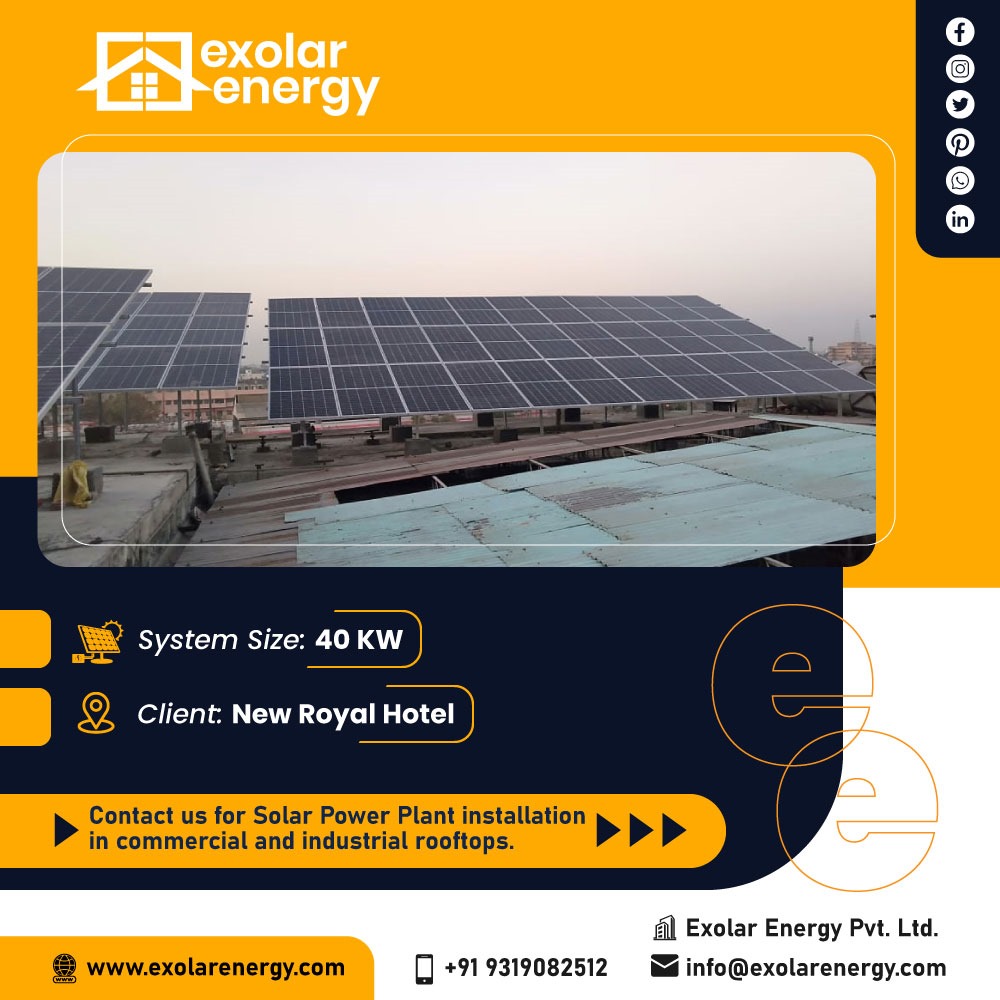 exolar
energy
System Size: 40 KW
Client: New Royal Hotel
Contact us for Solar Power Plant installation
in commercial and industrial rooftops.
e
e
Exolar Energy Pvt. Ltd.
www.exolarenergy.com
+91 9319082512
info@exolarenergy.com